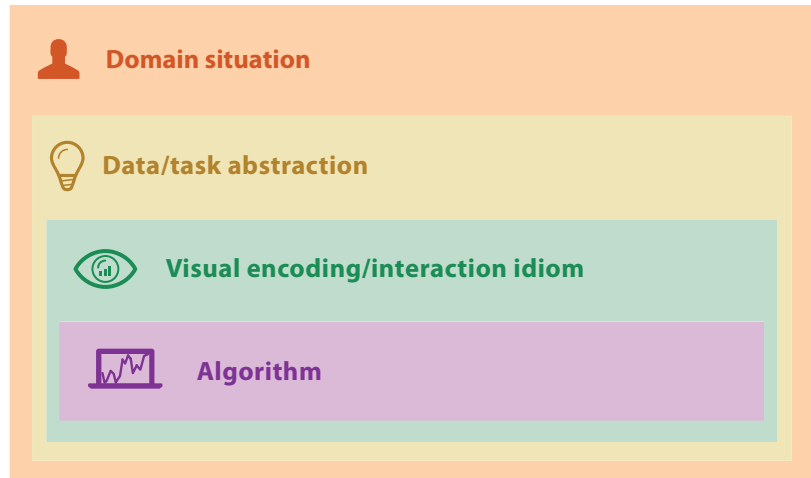 Domain situation
Data/task abstraction
Visual encoding/interaction idiom
Algorithm